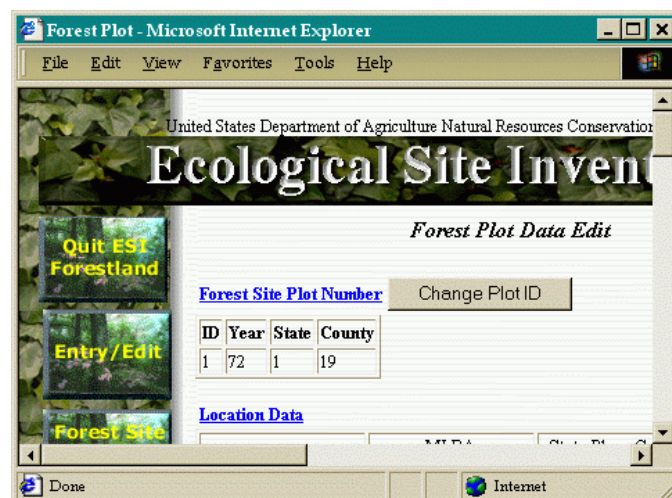 Forest Plot - Microsoft Internet Explorer
File Edit View Favorites Tools Help
United States Department of Agriculture Natural Resources Conservation
Ecological Site Invent
Forest Plot Data Edit
Quit ESI
Forestland
Forest Site Plot Number Change Plot ID
ID Year State County
1 72 1 19
Entry/Edit
Location Data
Forest Site
MLRA
Done Internet